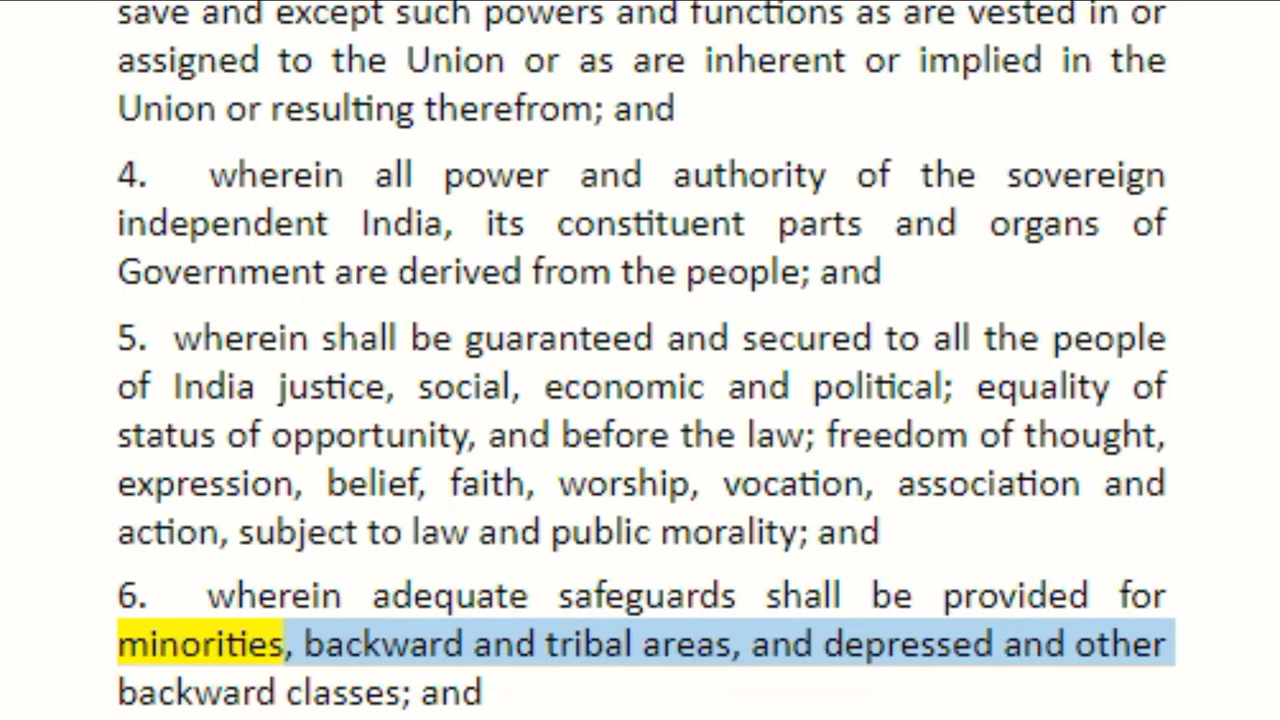 save and except such powers and functions as are vested in or
assigned to the Union or as are inherent or implied in the
Union or resulting therefrom; and
4. wherein all power and authority of the sovereign
independent India, its constituent parts and organs of
Government are derived from the people; and
5. wherein shall be guaranteed and secured to all the people
of India justice, social, economic and political; equality of
status of opportunity, and before the law; freedom of thought,
expression, belief, faith, worship, vocation, association and
action, subject to law and public morality; and
6. wherein adequate safeguards shall be provided for
minorities, backward and tribal areas, and depressed and other
backward classes; and